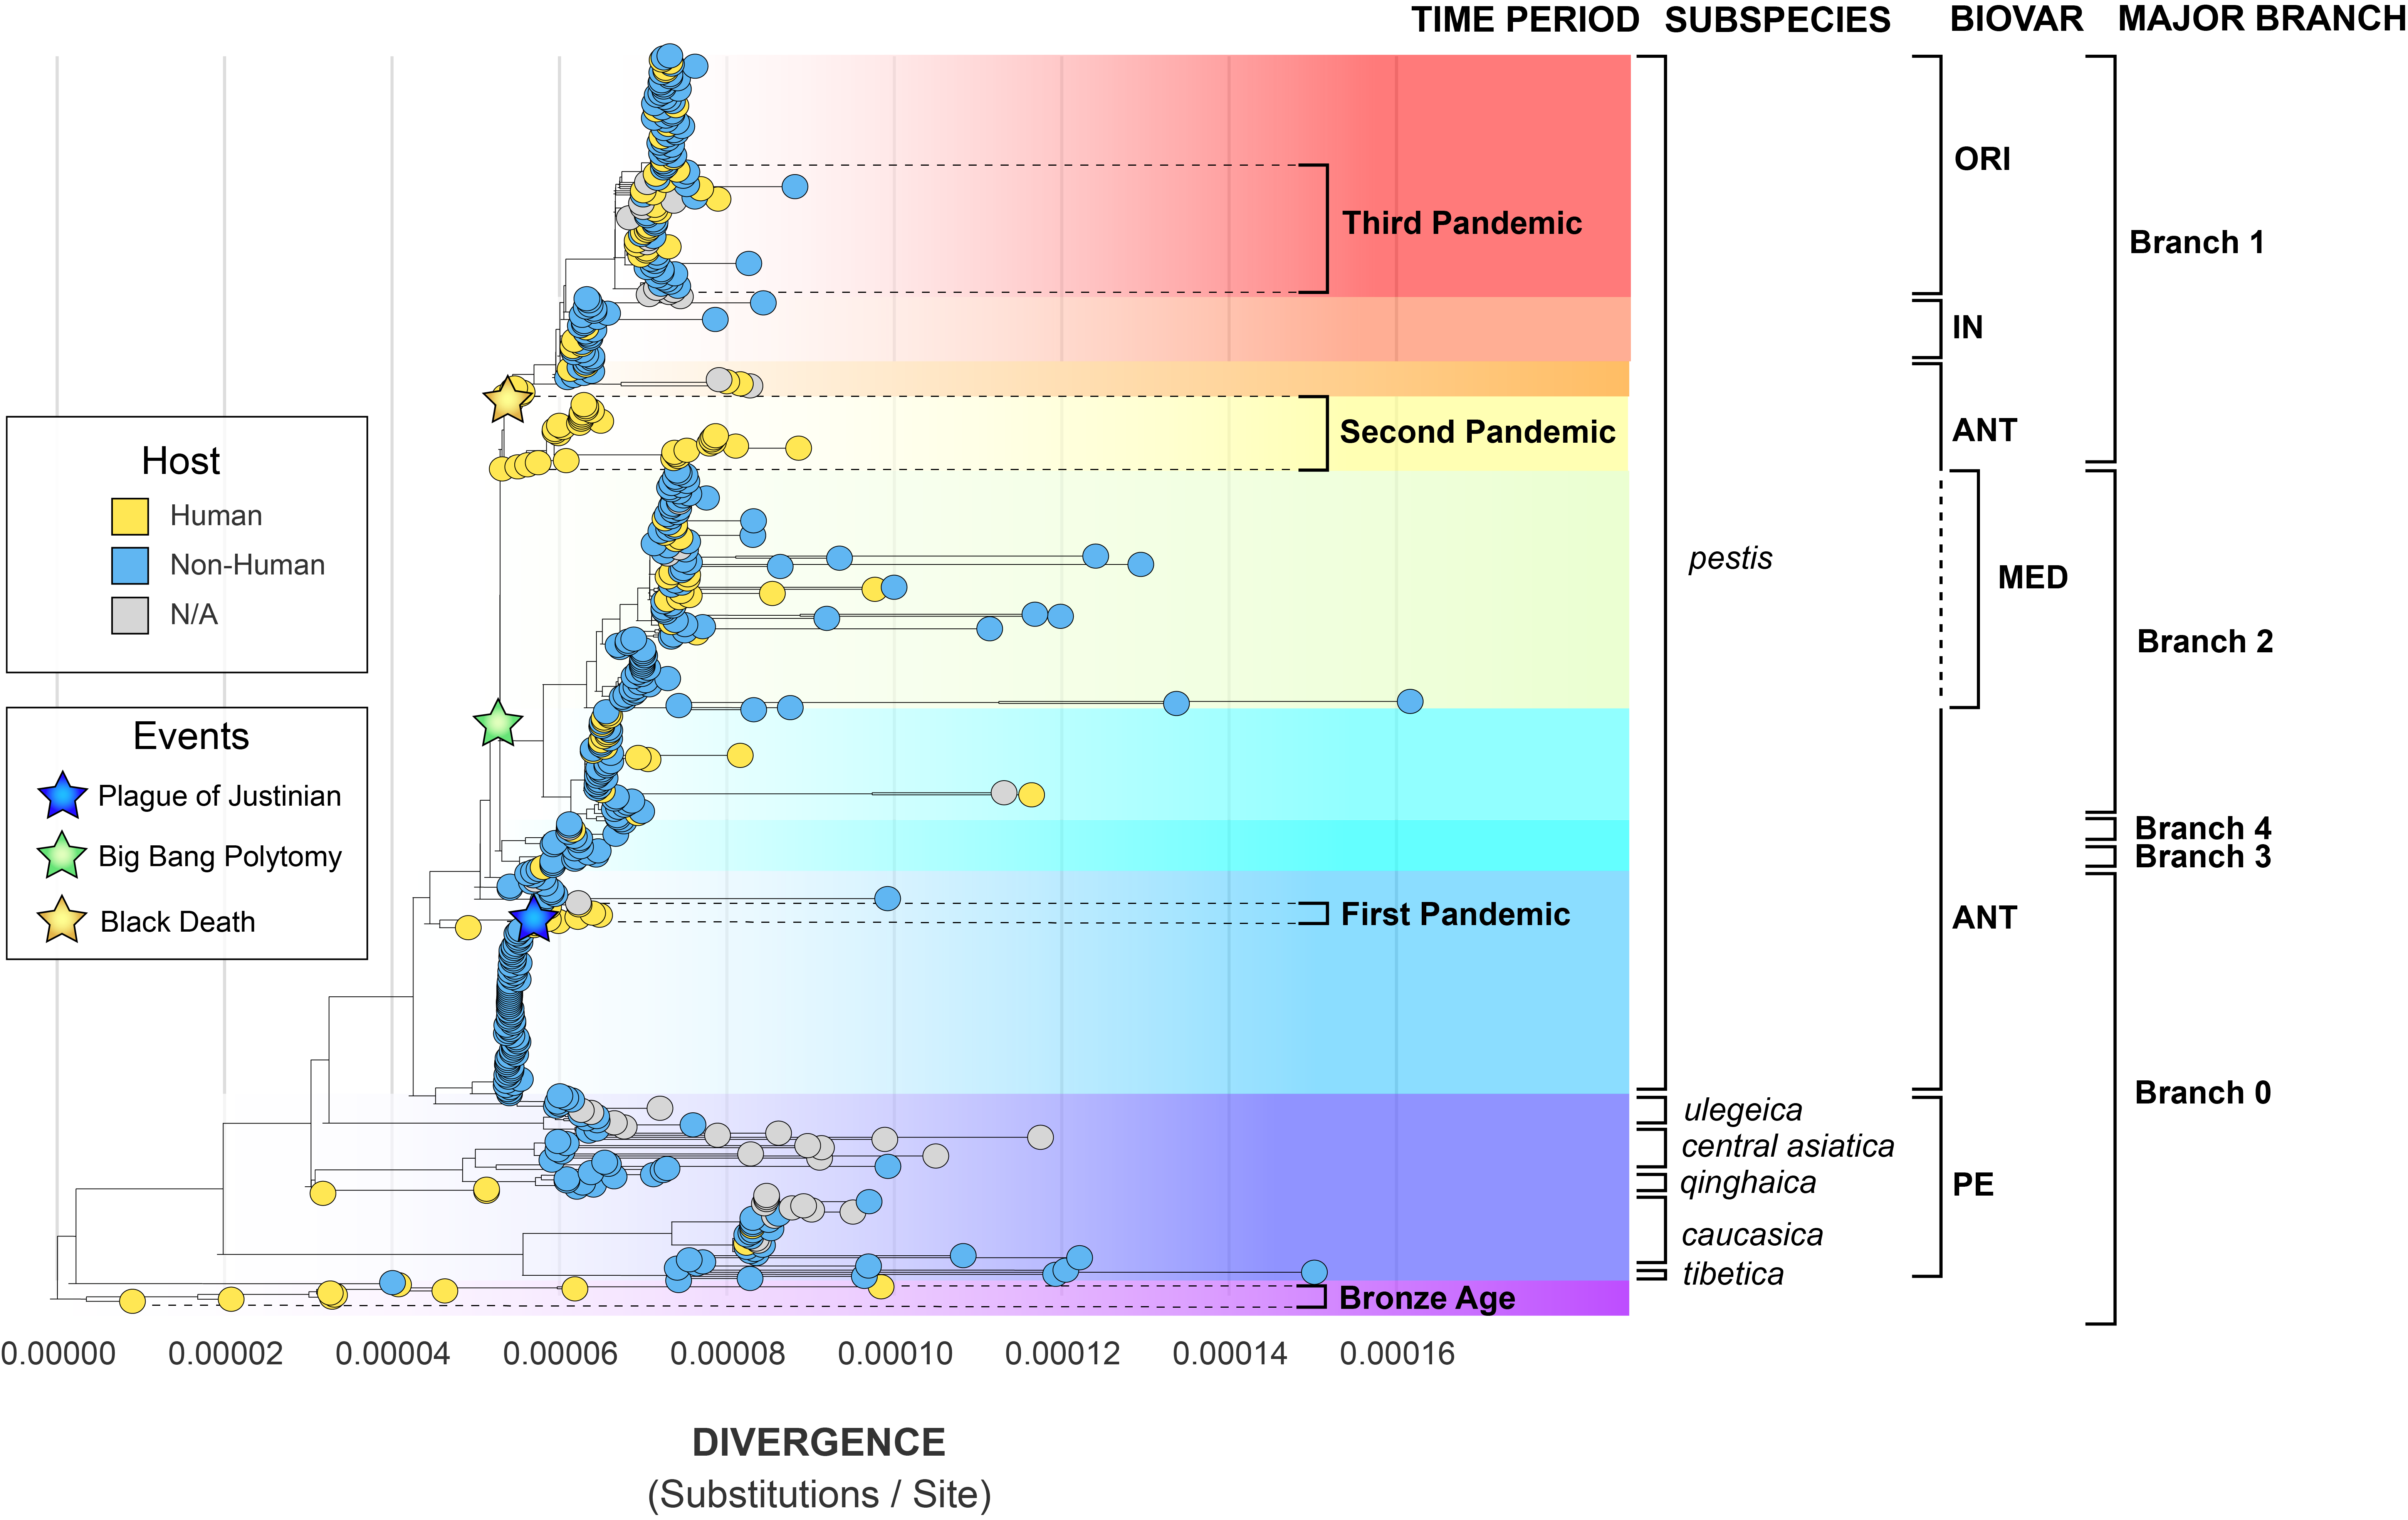 TIME PERIOD SUBSPECIES BIOVAR MAJOR BRANCH
ORI
Third Pandemic
Branch 1
IN
ANT
Second Pandemic
Host
Human
Non-Human
N/A
pestis
MED
Branch 2
Events
Plague of Justinian
Big Bang Polytomy
Black Death
Branch 4
Branch 3
First Pandemic
ANT
Branch 0
ulegeica
central asiatica
qinghaica
PE
caucasica
tibetica
Bronze Age
0.00000 0.00002 0.00004 0.00006 0.00008 0.00010 0.00012 0.00014 0.00016
DIVERGENCE
(Substitutions / Site)